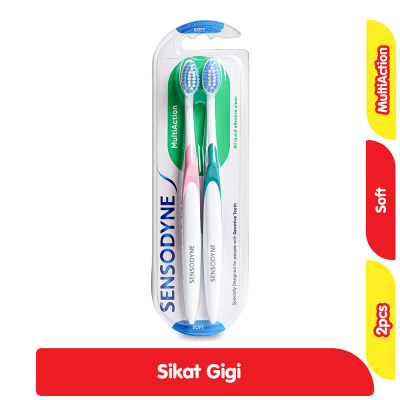 SOFT
MultiAction
All round effective clean
SENSODYNE
SENSODYNE
SENSODYNE
Specially Designed for people with Sensitive Teeth
SOFT
MultiAction
Soft
2pcs
Sikat Gigi